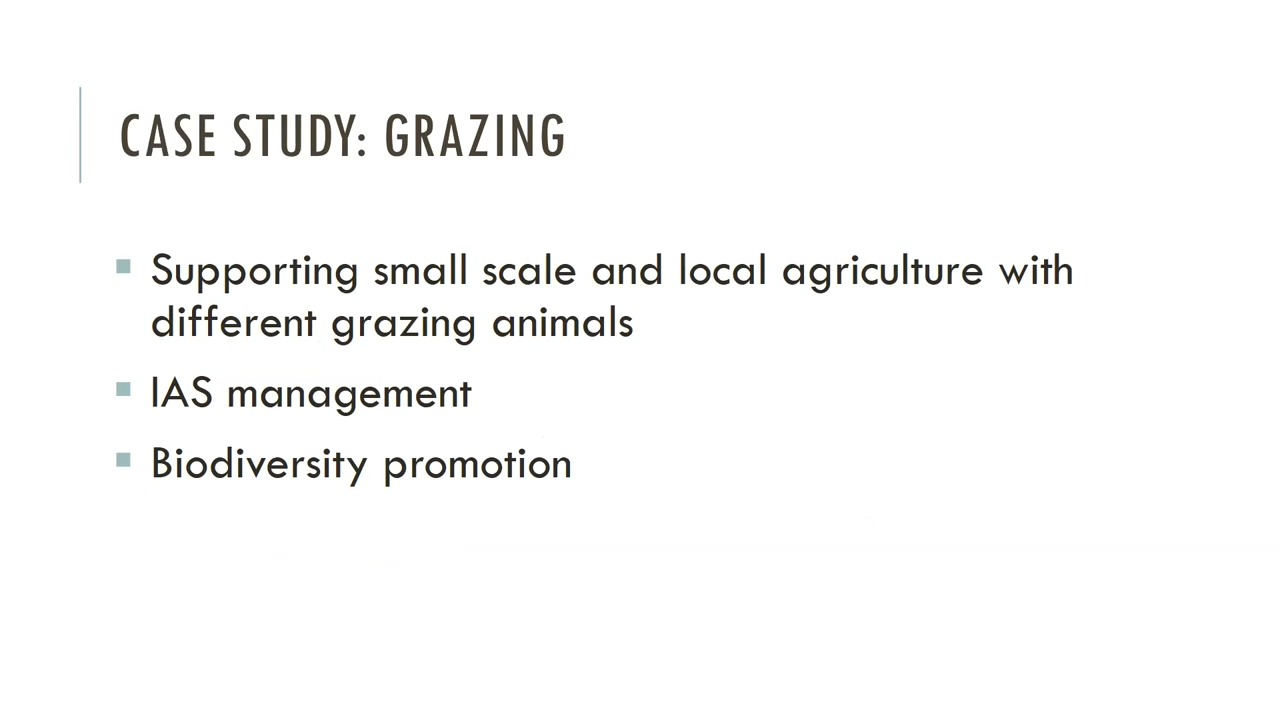 CASE STUDY: GRAZING
Supporting small scale and local agriculture with
different grazing animals
IAS management
Biodiversity promotion